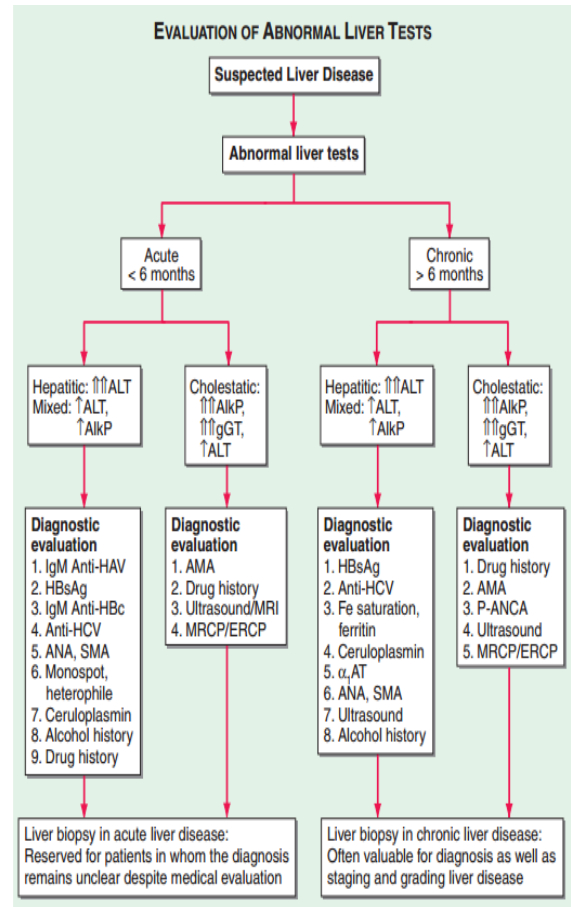 EVALUATION OF ABNORMAL LIVER TESTS
Suspected Liver Disease
Abnormal liver tests
Acute
< 6 months
Chronic
> 6 months
Hepatitic: ⇑⇑ALT
Mixed: ↑ALT,
↑AlkP
Cholestatic:
⇑⇑AlkP,
⇑⇑gGT,
↑ALT
Hepatitic: ⇑⇑ALT
Mixed: ↑ALT,
↑AlkP
Cholestatic:
⇑⇑AlkP,
⇑⇑gGT,
↑ALT
Diagnostic
evaluation
1. IgM Anti-HAV
2. HBsAg
3. IgM Anti-HBc
4. Anti-HCV
5. ANA, SMA
6. Monospot,
heterophile
7. Ceruloplasmin
8. Alcohol history
9. Drug history
Diagnostic
evaluation
1. AMA
2. Drug history
3. Ultrasound/MRI
4. MRCP/ERCP
Diagnostic
evaluation
1. HBsAg
2. Anti-HCV
3. Fe saturation,
ferritin
4. Ceruloplasmin
5. α₁AT
6. ANA, SMA
7. Ultrasound
8. Alcohol history
Diagnostic
evaluation
1. Drug history
2. AMA
3. P-ANCA
4. Ultrasound
5. MRCP/ERCP
Liver biopsy in acute liver disease:
Reserved for patients in whom the diagnosis
remains unclear despite medical evaluation
Liver biopsy in chronic liver disease:
Often valuable for diagnosis as well as
staging and grading liver disease